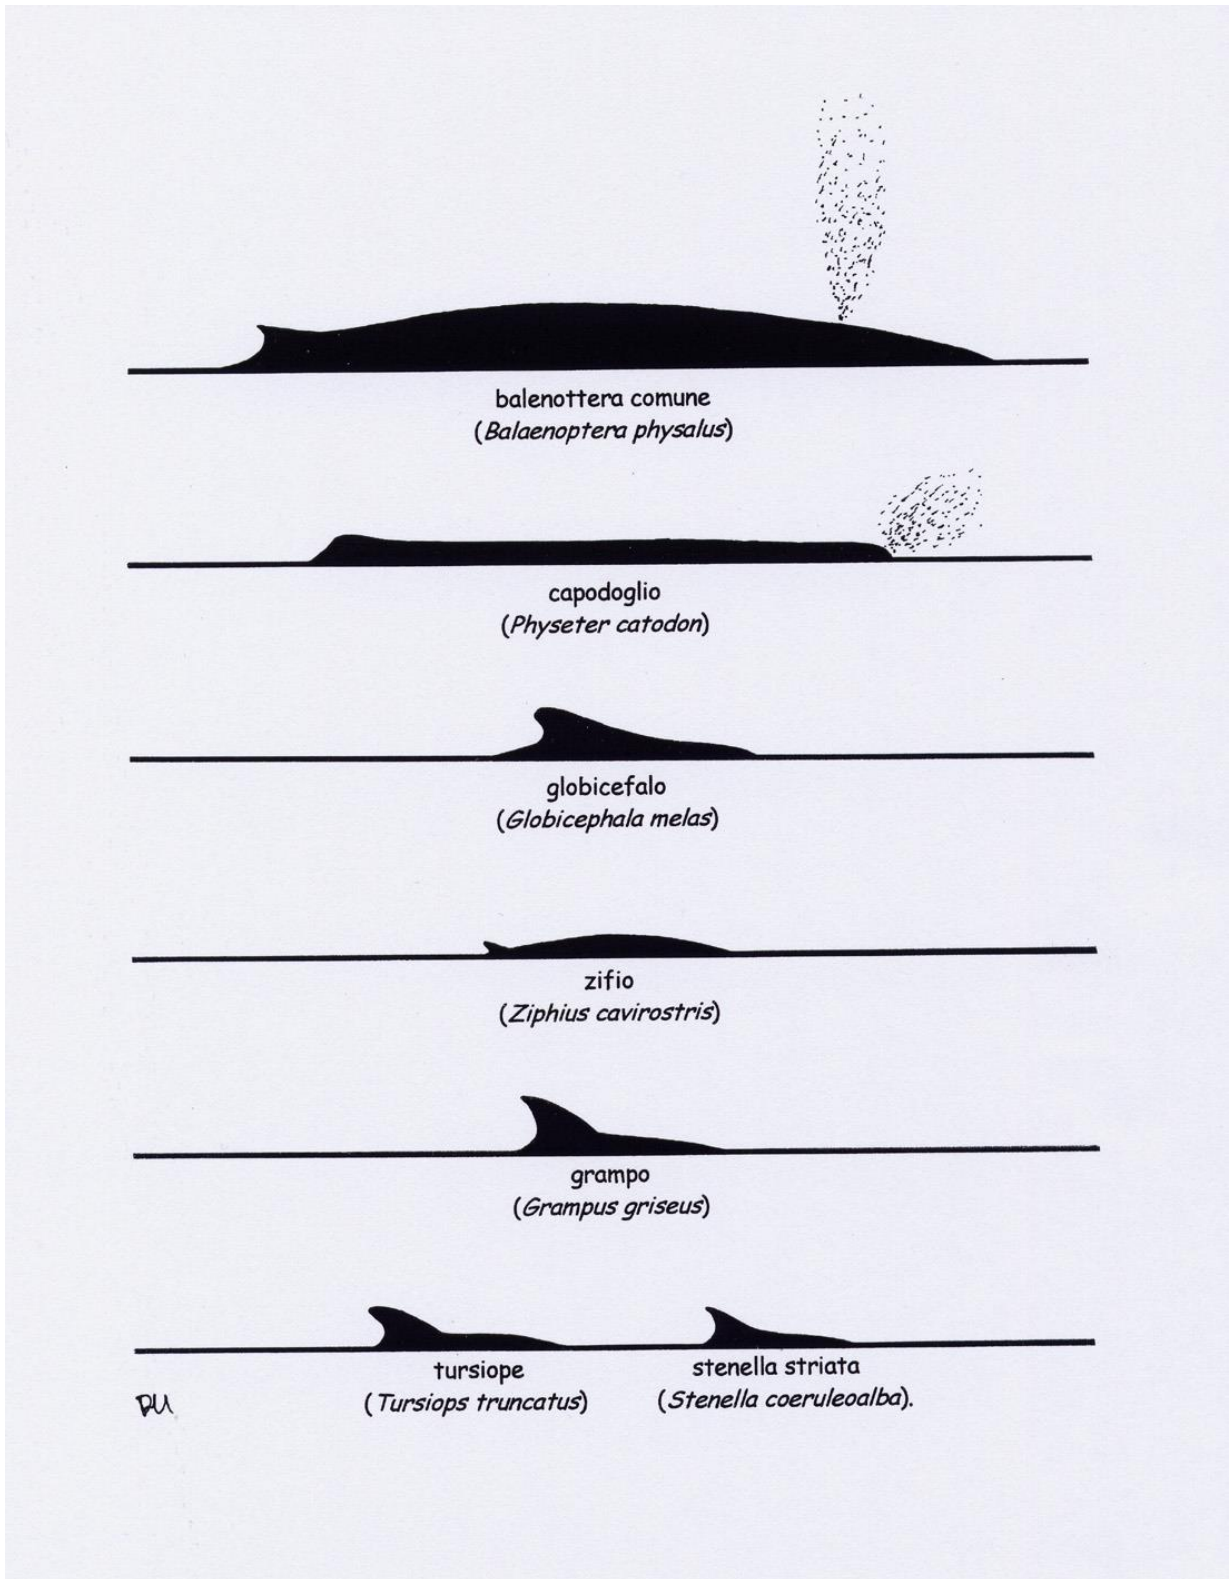 balenottera comune
(Balaenoptera physalus)
capodoglio
(Physeter catodon)
globicefalo
(Globicephala melas)
zifio
(Ziphius cavirostris)
grampo
(Grampus griseus)
tursiope
(Tursiops truncatus)
stenella striata
(Stenella coeruleoalba).